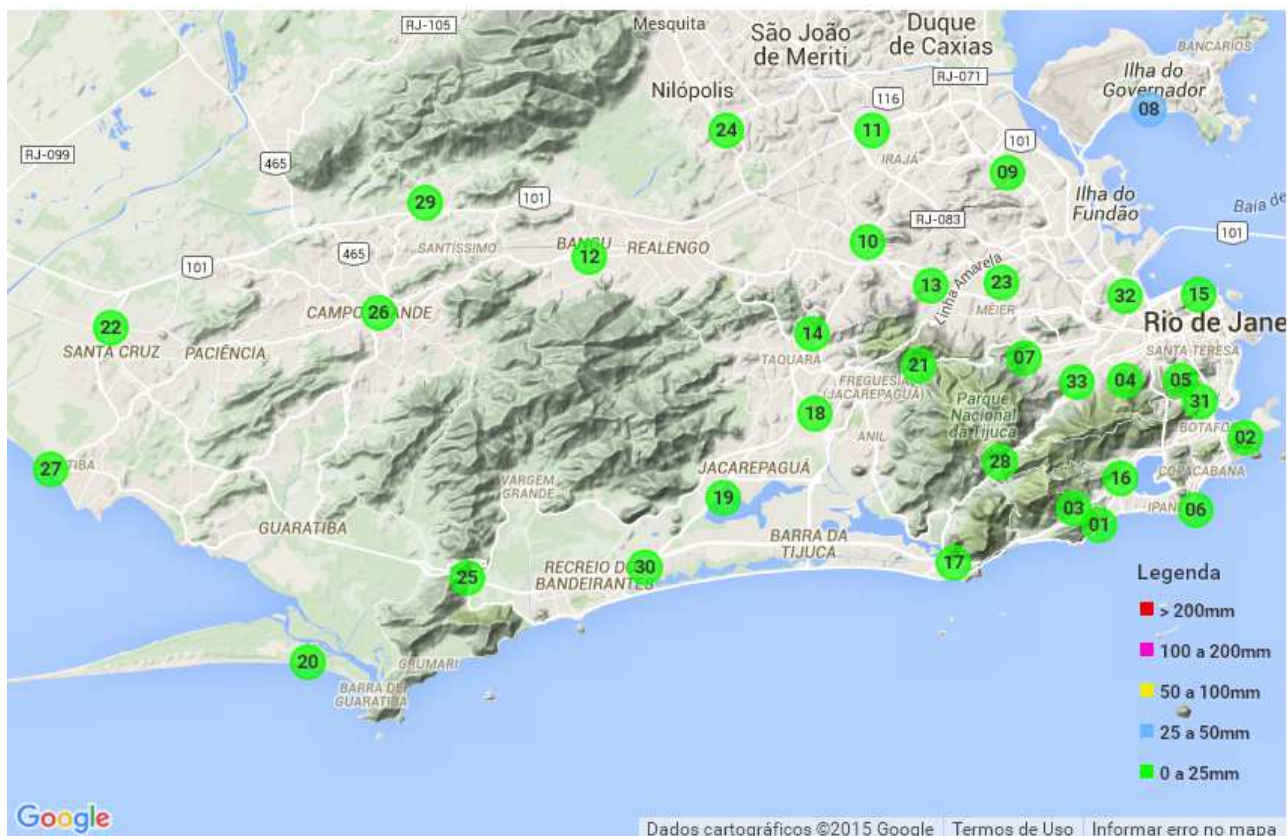 RJ-105
Mesquita
São João
de Meriti
Duque
de Caxias
BANCÁRIOS
Ilha do
Governador
RJ-071
116
Nilópolis
08
24
11
101
IRAJÁ
RJ-099
465
09
Ilha do
Fundão
29
101
RJ-083
Baía de
101
SANTÍSSIMO
BANGU
REALENGO
10
465
12
101
13
Linha Amarela
23
MÉIER
32
15
CAMPO GRANDE
26
22
SANTA CRUZ
PACIÊNCIA
14
TAQUARA
Rio de Jane
SANTA TERESA
21
07
FREGUESIA
(JACAREPAGUÁ)
33
04
05
Parque
Nacional
da Tijuca
31
18
BOTAFO
ANIL
02
27
28
JACAREPAGUÁ
COPACABANA
16
VARGEM
GRANDE
19
03
IPAN
06
01
GUARATIBA
BARRA DA
TIJUCA
17
25
RECREIO DOS
BANDEIRANTES
30
Legenda
> 200mm
100 a 200mm
20
GRUMARI
BARRA DE
GUARATIBA
50 a 100mm
25 a 50mm
0 a 25mm
Google
Dados cartográficos ©2015 Google
Termos de Uso
Informar erro no mapa